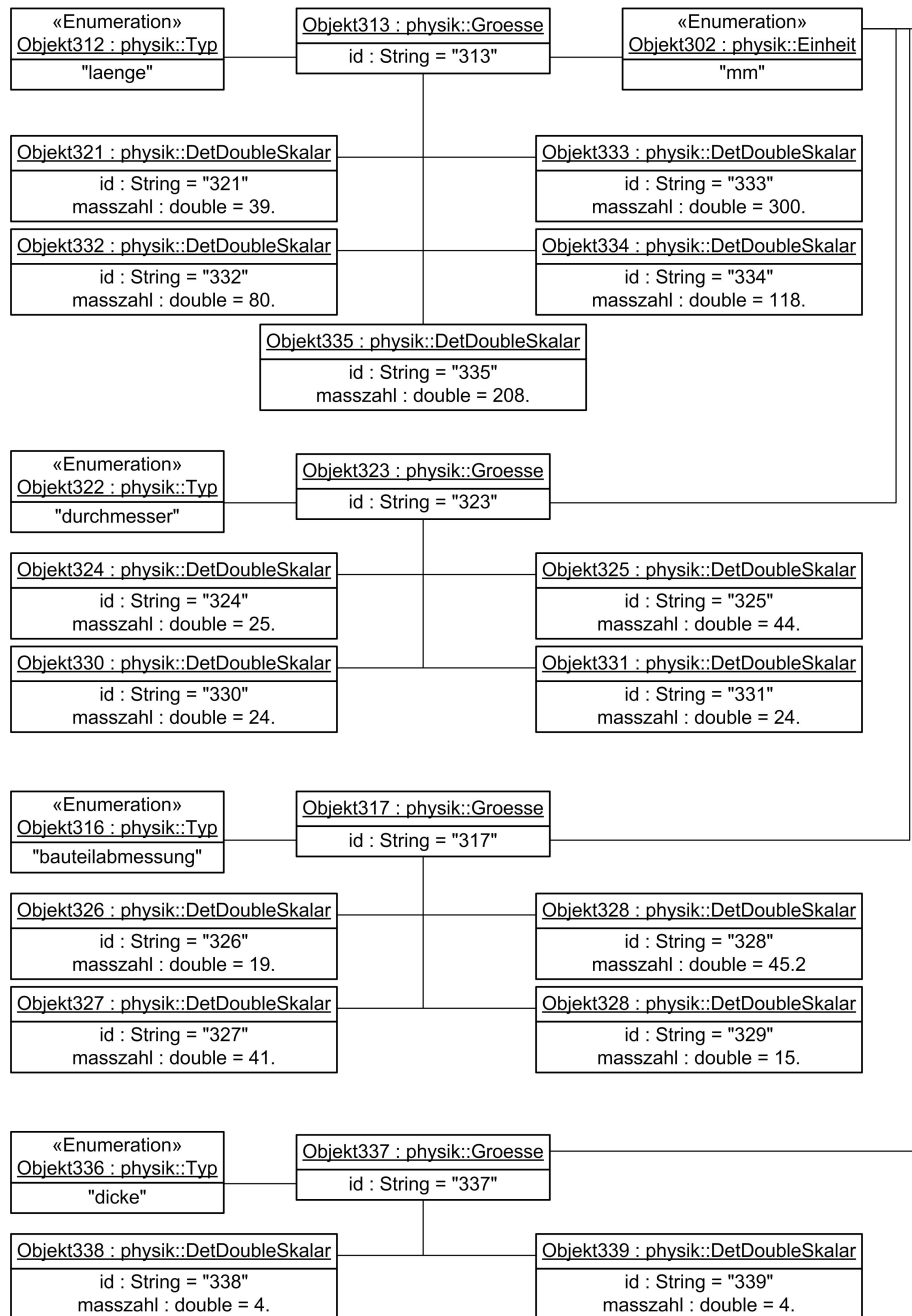 «Enumeration»
Objekt312 : physik::Typ
"laenge"
Objekt313 : physik::Groesse
id : String = "313"
«Enumeration»
Objekt302 : physik::Einheit
"mm"
Objekt321 : physik::DetDoubleSkalar
id : String = "321"
masszahl : double = 39.
Objekt333 : physik::DetDoubleSkalar
id : String = "333"
masszahl : double = 300.
Objekt332 : physik::DetDoubleSkalar
id : String = "332"
masszahl : double = 80.
Objekt334 : physik::DetDoubleSkalar
id : String = "334"
masszahl : double = 118.
Objekt335 : physik::DetDoubleSkalar
id : String = "335"
masszahl : double = 208.
«Enumeration»
Objekt322 : physik::Typ
"durchmesser"
Objekt323 : physik::Groesse
id : String = "323"
Objekt324 : physik::DetDoubleSkalar
id : String = "324"
masszahl : double = 25.
Objekt325 : physik::DetDoubleSkalar
id : String = "325"
masszahl : double = 44.
Objekt330 : physik::DetDoubleSkalar
id : String = "330"
masszahl : double = 24.
Objekt331 : physik::DetDoubleSkalar
id : String = "331"
masszahl : double = 24.
«Enumeration»
Objekt316 : physik::Typ
"bauteilabmessung"
Objekt317 : physik::Groesse
id : String = "317"
Objekt326 : physik::DetDoubleSkalar
id : String = "326"
masszahl : double = 19.
Objekt328 : physik::DetDoubleSkalar
id : String = "328"
masszahl : double = 45.2
Objekt327 : physik::DetDoubleSkalar
id : String = "327"
masszahl : double = 41.
Objekt328 : physik::DetDoubleSkalar
id : String = "329"
masszahl : double = 15.
«Enumeration»
Objekt336 : physik::Typ
"dicke"
Objekt337 : physik::Groesse
id : String = "337"
Objekt338 : physik::DetDoubleSkalar
id : String = "338"
masszahl : double = 4.
Objekt339 : physik::DetDoubleSkalar
id : String = "339"
masszahl : double = 4.